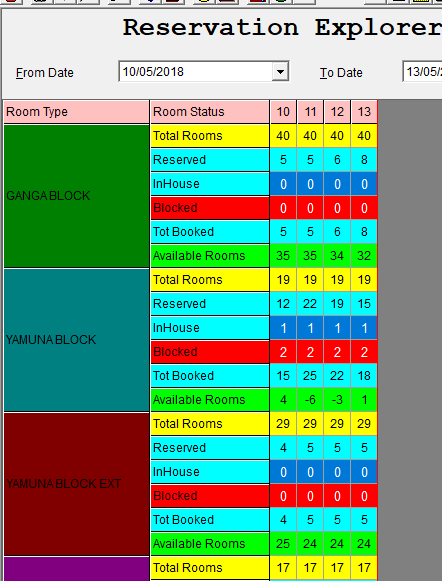 Reservation Explorer
From Date 10/05/2018 To Date 13/05/2
Room Type Room Status 10 11 12 13
GANGA BLOCK
Total Rooms 40 40 40 40
Reserved 5 5 6 8
InHouse 0 0 0 0
Blocked 0 0 0 0
Tot Booked 5 5 6 8
Available Rooms 35 35 34 32
YAMUNA BLOCK
Total Rooms 19 19 19 19
Reserved 12 22 19 15
InHouse 1 1 1 1
Blocked 2 2 2 2
Tot Booked 15 25 22 18
Available Rooms 4 -6 -3 1
YAMUNA BLOCK EXT
Total Rooms 29 29 29 29
Reserved 4 5 5 5
InHouse 0 0 0 0
Blocked 0 0 0 0
Tot Booked 4 5 5 5
Available Rooms 25 24 24 24
Total Rooms 17 17 17 17